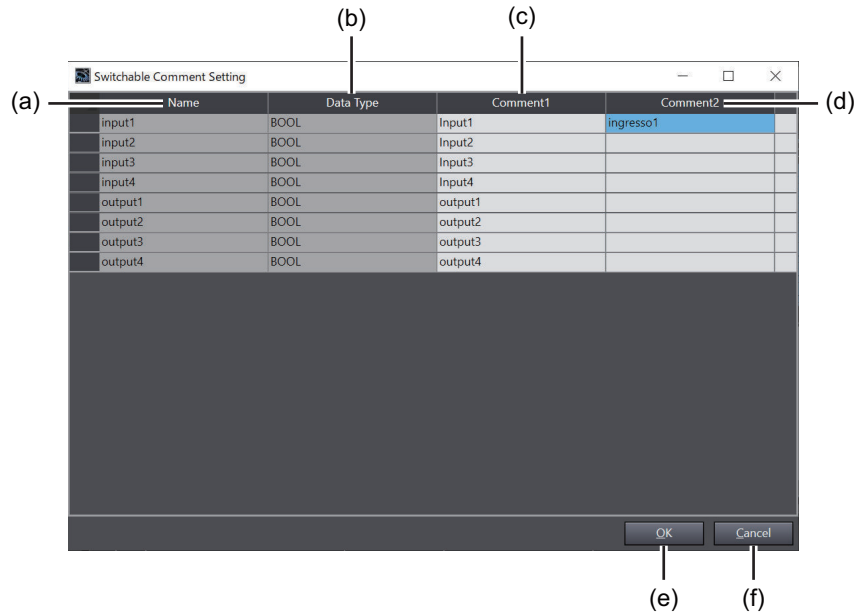 (b) (c)
Switchable Comment Setting
(a) Name Data Type Comment1 Comment2 (d)
input1 BOOL Input1 ingresso1
input2 BOOL Input2
input3 BOOL Input3
input4 BOOL Input4
output1 BOOL output1
output2 BOOL output2
output3 BOOL output3
output4 BOOL output4
OK Cancel
(e) (f)